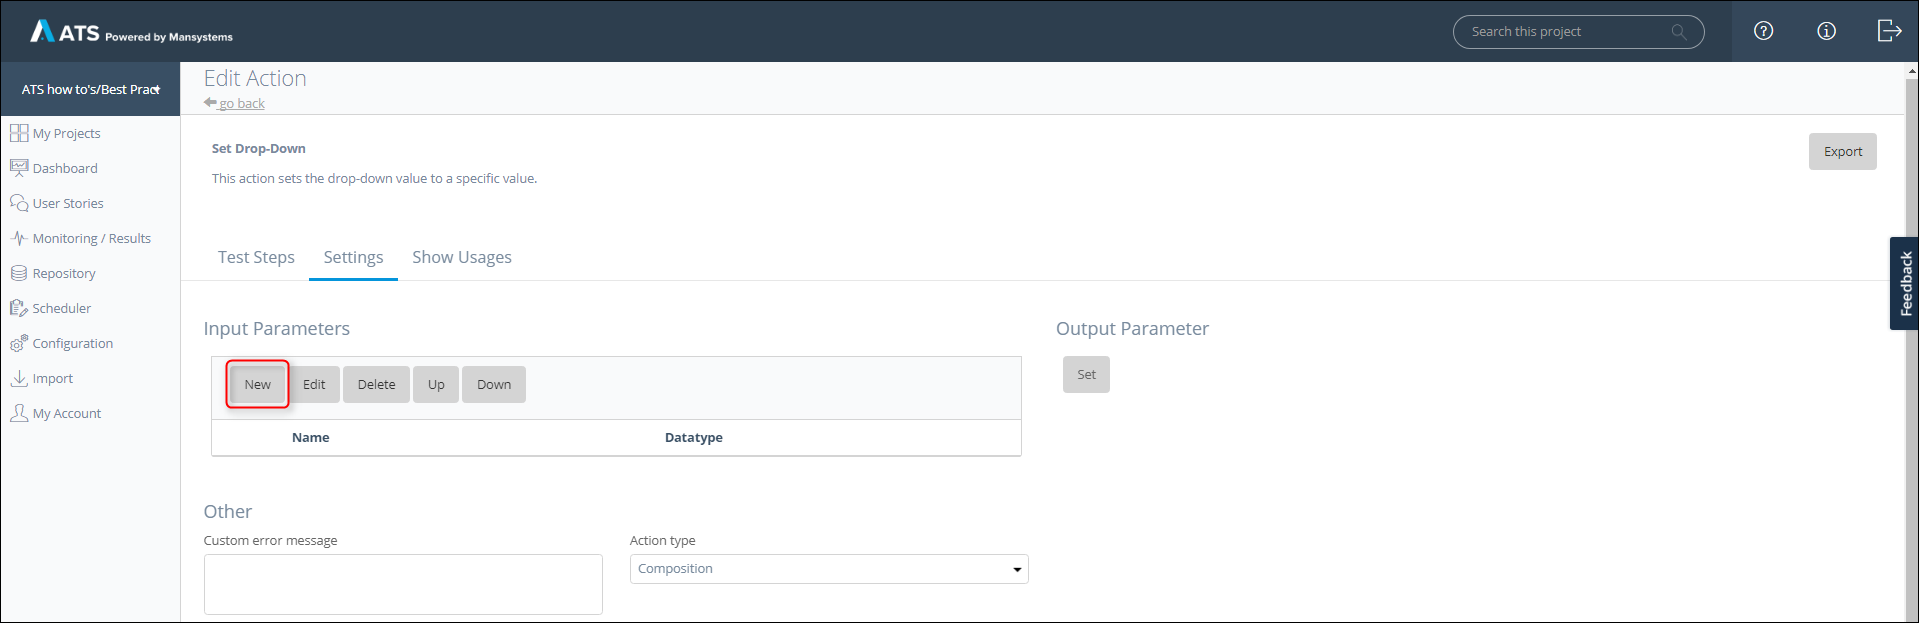 ATS Powered by Mansystems
Search this project
ATS how to's/Best Pract
My Projects
Dashboard
User Stories
Monitoring / Results
Repository
Scheduler
Configuration
Import
My Account
Edit Action
go back
Set Drop-Down
This action sets the drop-down value to a specific value.
Export
Test Steps Settings Show Usages
Feedback
Input Parameters
New Edit Delete Up Down
Name Datatype
Output Parameter
Set
Other
Custom error message
Action type
Composition